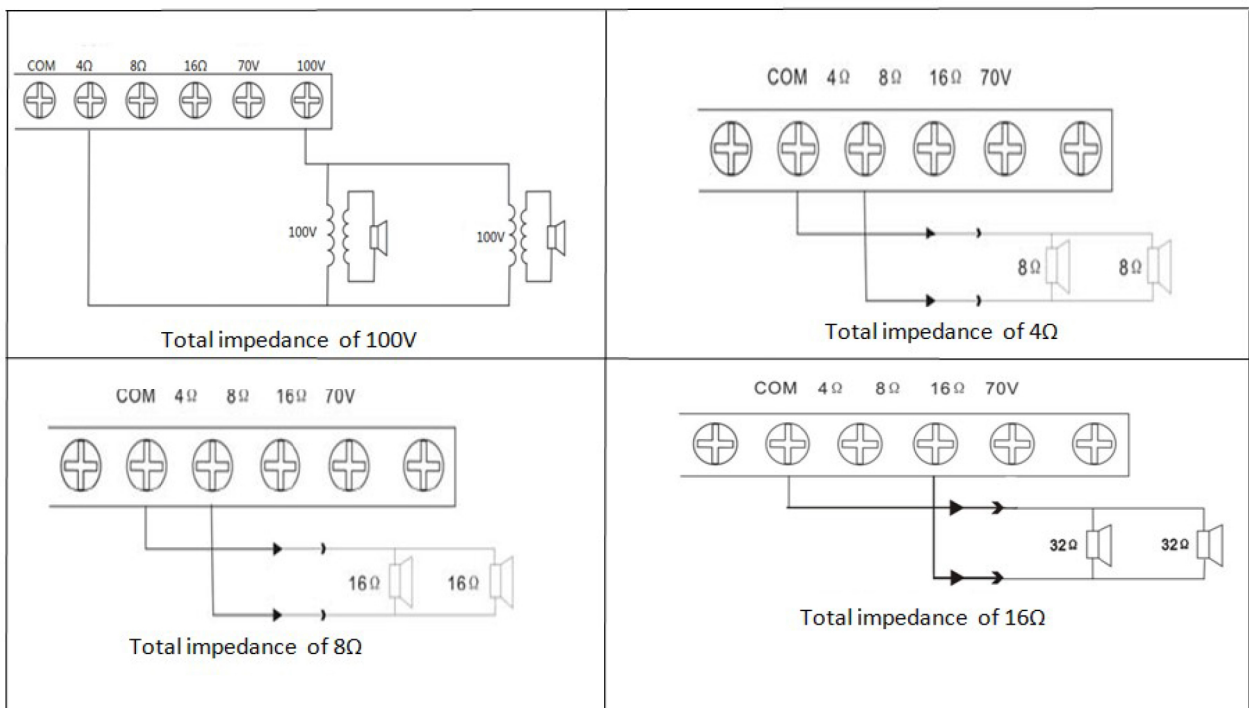 COM 4Ω 8Ω 16Ω 70V 100V
100V 100V
Total impedance of 100V
COM 4Ω 8Ω 16Ω 70V
8Ω 8Ω
Total impedance of 4Ω
COM 4Ω 8Ω 16Ω 70V
16Ω 16Ω
Total impedance of 8Ω
COM 4Ω 8Ω 16Ω 70V
32Ω 32Ω
Total impedance of 16Ω